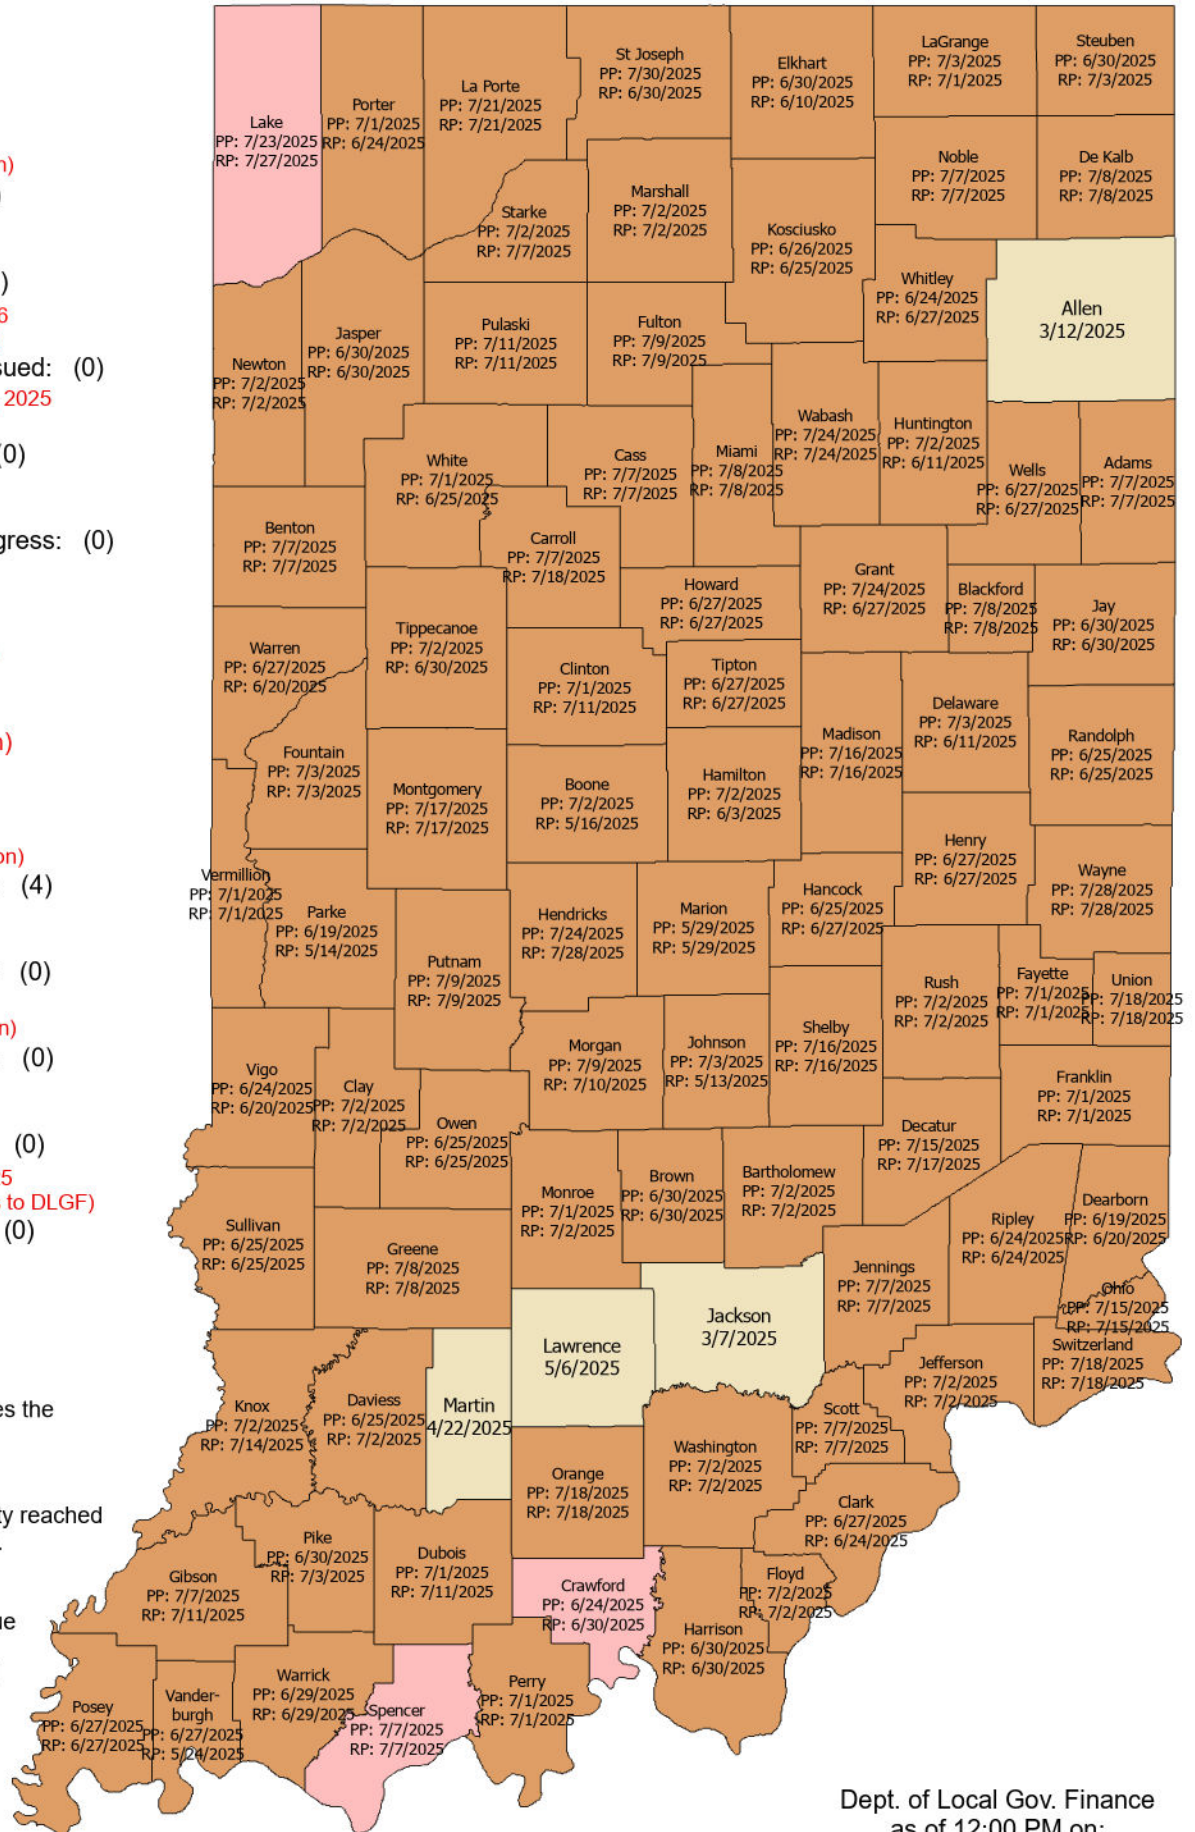 n)
)
)
6
sued: (0)
2025
(0)
gress: (0)
n)
on)
(4)
(0)
n)
(0)
(0)
5
s to DLGF)
(0)
es the
ty reached
.
ue
Lake
PP: 7/23/2025
RP: 7/27/2025
Porter
PP: 7/1/2025
RP: 6/24/2025
La Porte
PP: 7/21/2025
RP: 7/21/2025
St Joseph
PP: 7/30/2025
RP: 6/30/2025
Elkhart
PP: 6/30/2025
RP: 6/10/2025
LaGrange
PP: 7/3/2025
RP: 7/1/2025
Steuben
PP: 6/30/2025
RP: 7/3/2025
Starke
PP: 7/2/2025
RP: 7/7/2025
Marshall
PP: 7/2/2025
RP: 7/2/2025
Kosciusko
PP: 6/26/2025
RP: 6/25/2025
Noble
PP: 7/7/2025
RP: 7/7/2025
De Kalb
PP: 7/8/2025
RP: 7/8/2025
Whitley
PP: 6/24/2025
RP: 6/27/2025
Allen
3/12/2025
Newton
PP: 7/2/2025
RP: 7/2/2025
Jasper
PP: 6/30/2025
RP: 6/30/2025
Pulaski
PP: 7/11/2025
RP: 7/11/2025
Fulton
PP: 7/9/2025
RP: 7/9/2025
White
PP: 7/1/2025
RP: 6/25/2025
Cass
PP: 7/7/2025
RP: 7/7/2025
Miami
PP: 7/8/2025
RP: 7/8/2025
Wabash
PP: 7/24/2025
RP: 7/24/2025
Huntington
PP: 7/2/2025
RP: 6/11/2025
Wells
PP: 6/27/2025
RP: 6/27/2025
Adams
PP: 7/7/2025
RP: 7/7/2025
Benton
PP: 7/7/2025
RP: 7/7/2025
Carroll
PP: 7/7/2025
RP: 7/18/2025
Howard
PP: 6/27/2025
RP: 6/27/2025
Grant
PP: 7/24/2025
RP: 6/27/2025
Blackford
PP: 7/8/2025
RP: 7/8/2025
Jay
PP: 6/30/2025
RP: 6/30/2025
Warren
PP: 6/27/2025
RP: 6/20/2025
Tippecanoe
PP: 7/2/2025
RP: 6/30/2025
Clinton
PP: 7/1/2025
RP: 7/11/2025
Tipton
PP: 6/27/2025
RP: 6/27/2025
Madison
PP: 7/16/2025
RP: 7/16/2025
Delaware
PP: 7/3/2025
RP: 6/11/2025
Randolph
PP: 6/25/2025
RP: 6/25/2025
Fountain
PP: 7/3/2025
RP: 7/3/2025
Montgomery
PP: 7/17/2025
RP: 7/17/2025
Boone
PP: 7/2/2025
RP: 5/16/2025
Hamilton
PP: 7/2/2025
RP: 6/3/2025
Henry
PP: 6/27/2025
RP: 6/27/2025
Wayne
PP: 7/28/2025
RP: 7/28/2025
Vermillion
PP: 7/1/2025
RP: 7/1/2025
Parke
PP: 6/19/2025
RP: 5/14/2025
Putnam
PP: 7/9/2025
RP: 7/9/2025
Hendricks
PP: 7/24/2025
RP: 7/28/2025
Marion
PP: 5/29/2025
RP: 5/29/2025
Hancock
PP: 6/25/2025
RP: 6/27/2025
Rush
PP: 7/2/2025
RP: 7/2/2025
Fayette
PP: 7/1/2025
RP: 7/1/2025
Union
PP: 7/18/2025
RP: 7/18/2025
Vigo
PP: 6/24/2025
RP: 6/20/2025
Clay
PP: 7/2/2025
RP: 7/2/2025
Owen
PP: 6/25/2025
RP: 6/25/2025
Morgan
PP: 7/9/2025
RP: 7/10/2025
Johnson
PP: 7/3/2025
RP: 5/13/2025
Shelby
PP: 7/16/2025
RP: 7/16/2025
Franklin
PP: 7/1/2025
RP: 7/1/2025
Decatur
PP: 7/15/2025
RP: 7/17/2025
Sullivan
PP: 6/25/2025
RP: 6/25/2025
Greene
PP: 7/8/2025
RP: 7/8/2025
Monroe
PP: 7/1/2025
RP: 7/2/2025
Brown
PP: 6/30/2025
RP: 6/30/2025
Bartholomew
PP: 7/2/2025
RP: 7/2/2025
Jennings
PP: 7/7/2025
RP: 7/7/2025
Ripley
PP: 6/24/2025
RP: 6/24/2025
Dearborn
PP: 6/19/2025
RP: 6/20/2025
Ohio
PP: 7/15/2025
RP: 7/15/2025
Switzerland
PP: 7/18/2025
RP: 7/18/2025
Knox
PP: 7/2/2025
RP: 7/14/2025
Daviess
PP: 6/25/2025
RP: 7/2/2025
Martin
4/22/2025
Lawrence
5/6/2025
Jackson
3/7/2025
Jefferson
PP: 7/2/2025
RP: 7/2/2025
Scott
PP: 7/7/2025
RP: 7/7/2025
Washington
PP: 7/2/2025
RP: 7/2/2025
Orange
PP: 7/18/2025
RP: 7/18/2025
Clark
PP: 6/27/2025
RP: 6/24/2025
Gibson
PP: 7/7/2025
RP: 7/11/2025
Pike
PP: 6/30/2025
RP: 7/3/2025
Dubois
PP: 7/1/2025
RP: 7/11/2025
Crawford
PP: 6/24/2025
RP: 6/30/2025
Floyd
PP: 7/2/2025
RP: 7/2/2025
Harrison
PP: 6/30/2025
RP: 6/30/2025
Posey
PP: 6/27/2025
RP: 6/27/2025
Vander-
burgh
PP: 6/27/2025
RP: 5/24/2025
Warrick
PP: 6/29/2025
RP: 6/29/2025
Spencer
PP: 7/7/2025
RP: 7/7/2025
Perry
PP: 7/1/2025
RP: 7/1/2025
Dept. of Local Gov. Finance
as of 12:00 PM on: